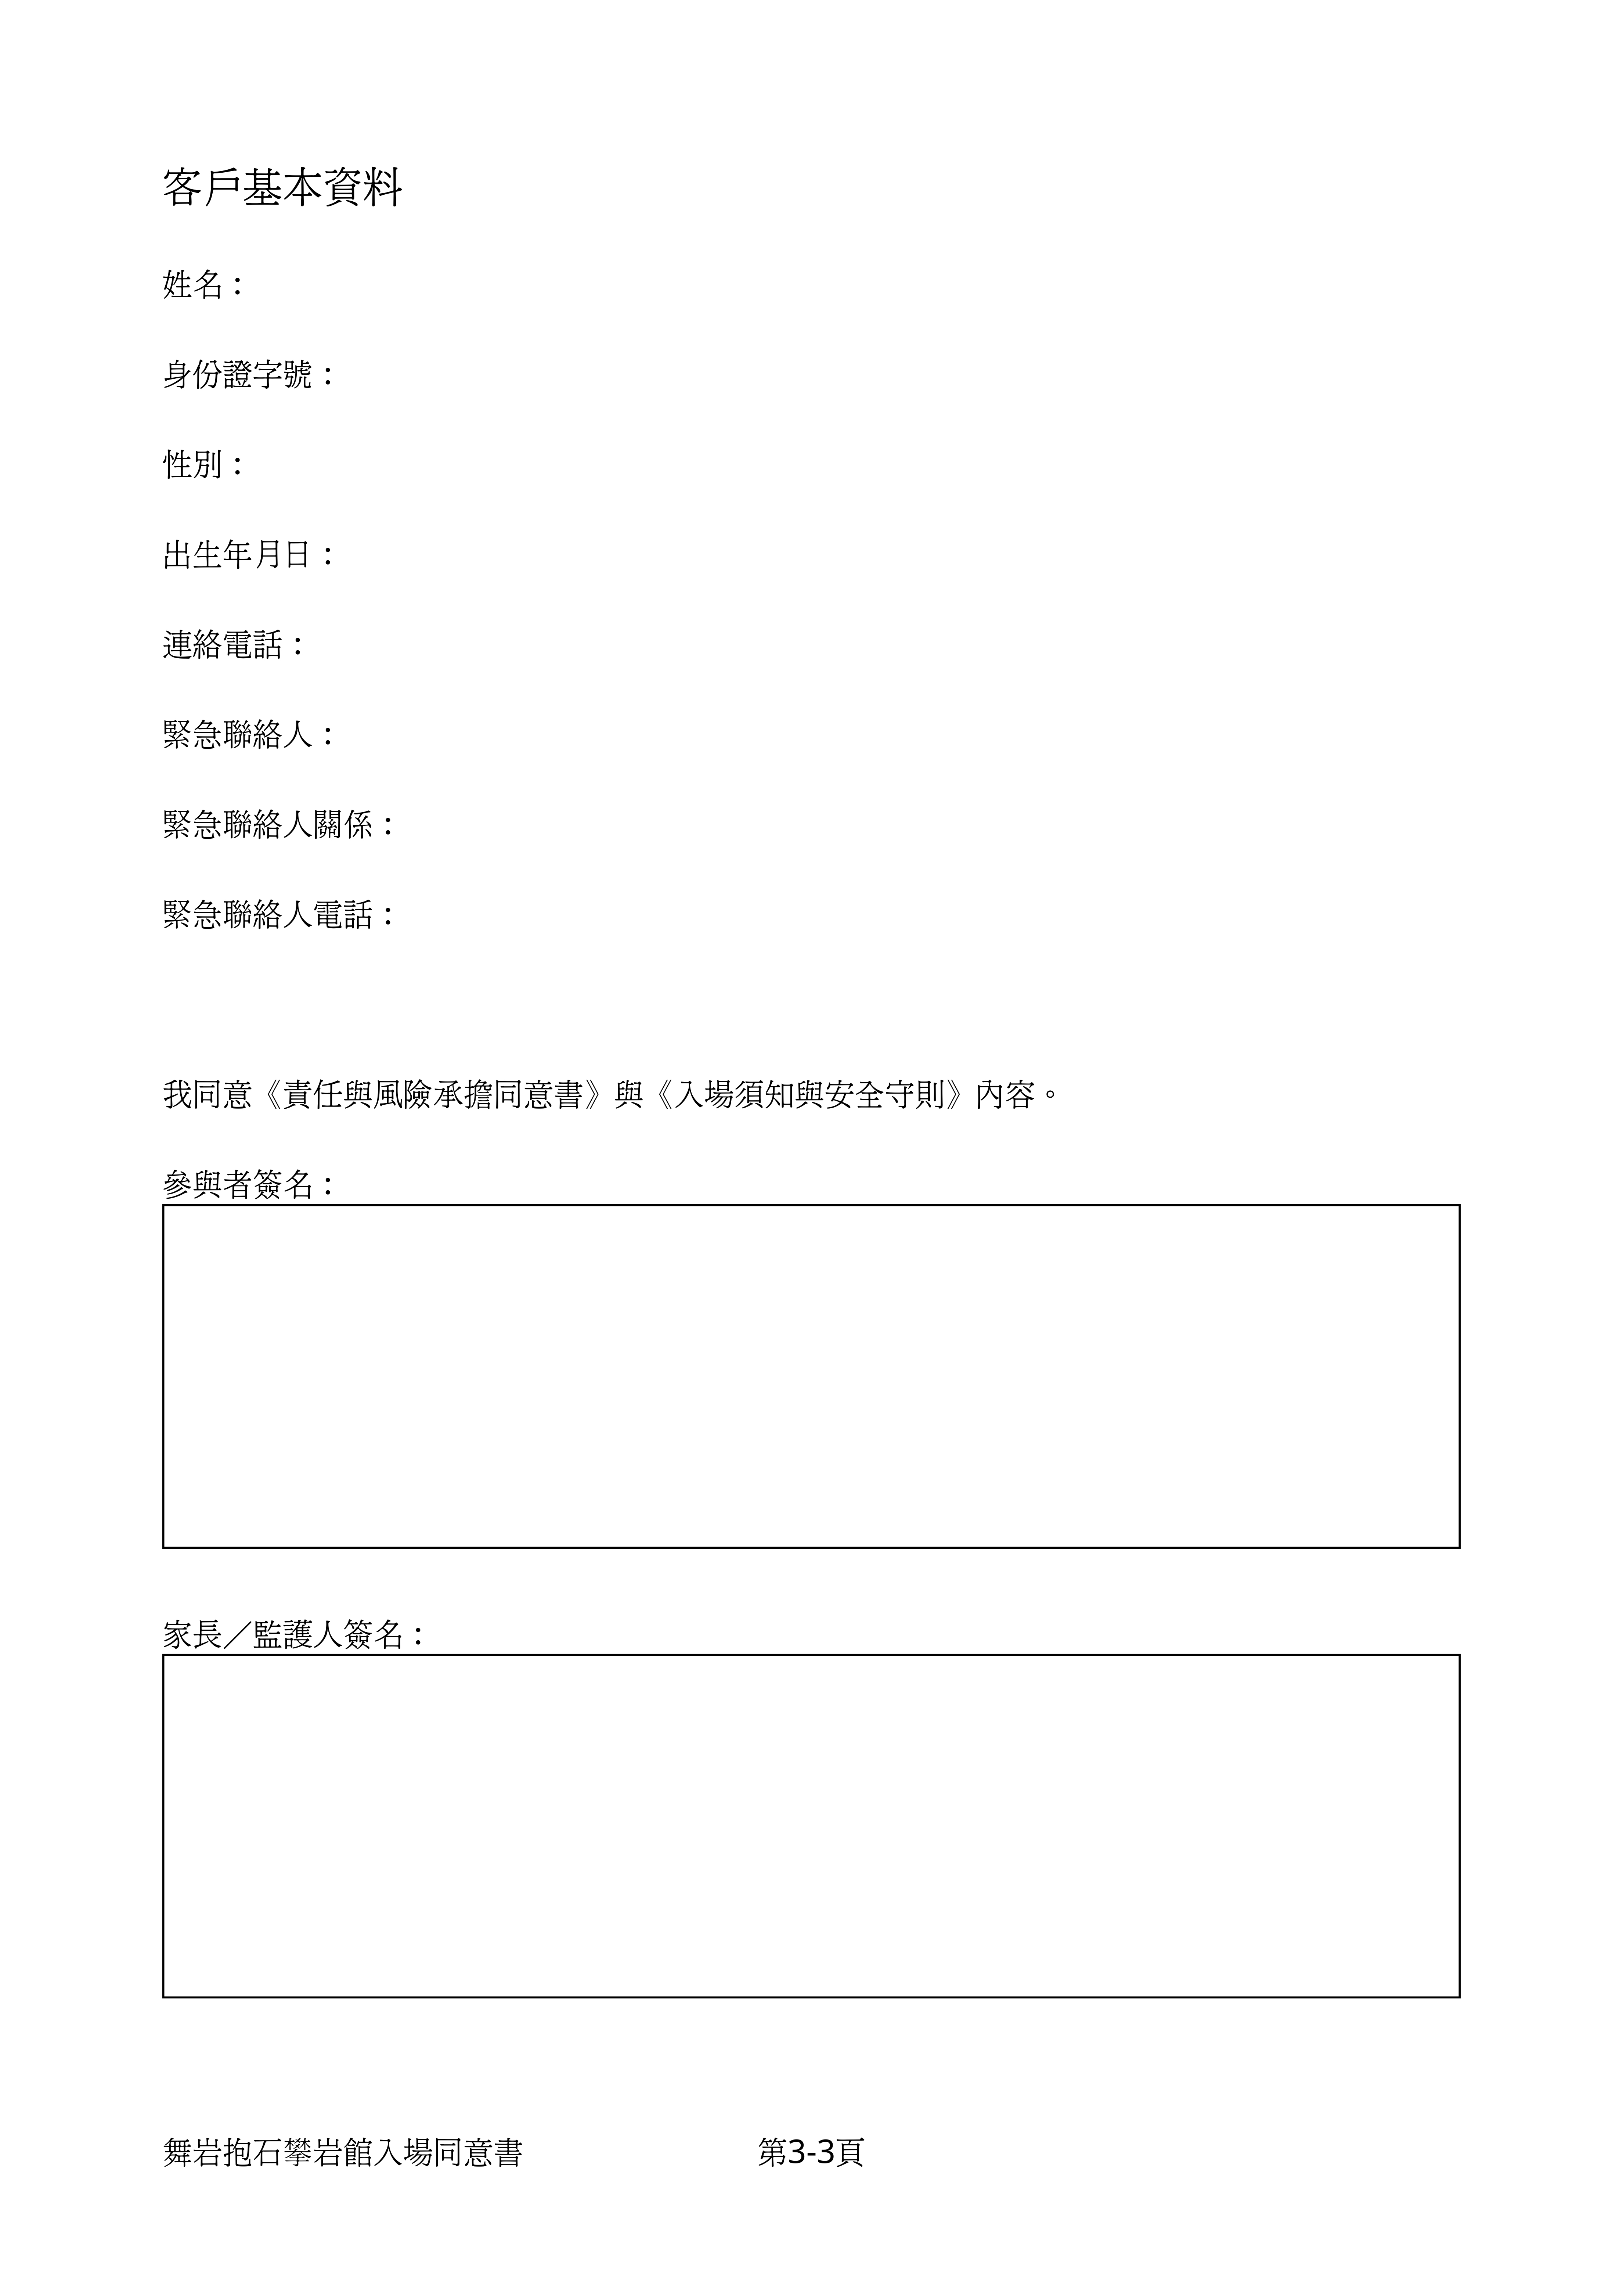 客戶基本資料
姓名：
身份證字號：
性別：
出生年月日：
連絡電話：
緊急聯絡人：
緊急聯絡人關係：
緊急聯絡人電話：
我同意《責任與風險承擔同意書》與《入場須知與安全守則》內容。
參與者簽名：
家長／監護人簽名：
舞岩抱石攀岩館入場同意書 第3-3頁